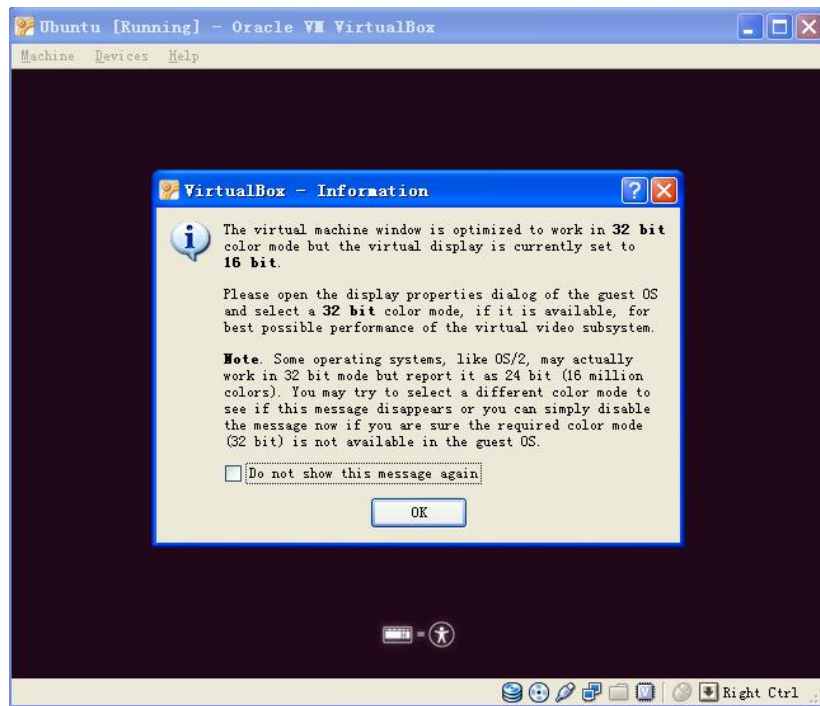 Ubuntu [Running] - Oracle VM VirtualBox
Machine Devices Help
VirtualBox - Information
The virtual machine window is optimized to work in 32 bit
color mode but the virtual display is currently set to
16 bit.
Please open the display properties dialog of the guest OS
and select a 32 bit color mode, if it is available, for
best possible performance of the virtual video subsystem.
Note. Some operating systems, like OS/2, may actually
work in 32 bit mode but report it as 24 bit (16 million
colors). You may try to select a different color mode to
see if this message disappears or you can simply disable
the message now if you are sure the required color mode
(32 bit) is not available in the guest OS.
Do not show this message again
OK
Right Ctrl